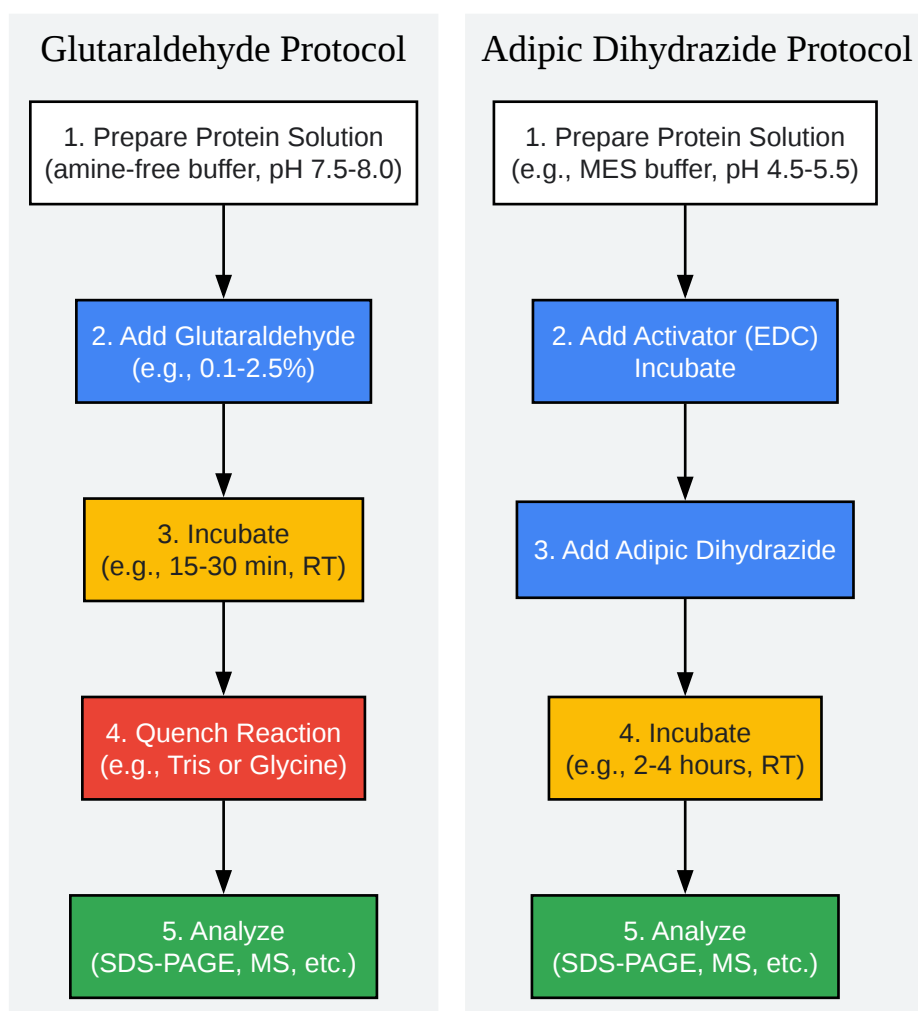 Glutaraldehyde Protocol
1. Prepare Protein Solution
(amine-free buffer, pH 7.5-8.0)
2. Add Glutaraldehyde
(e.g., 0.1-2.5%)
3. Incubate
(e.g., 15-30 min, RT)
4. Quench Reaction
(e.g., Tris or Glycine)
5. Analyze
(SDS-PAGE, MS, etc.)
Adipic Dihydrazide Protocol
1. Prepare Protein Solution
(e.g., MES buffer, pH 4.5-5.5)
2. Add Activator (EDC)
Incubate
3. Add Adipic Dihydrazide
4. Incubate
(e.g., 2-4 hours, RT)
5. Analyze
(SDS-PAGE, MS, etc.)